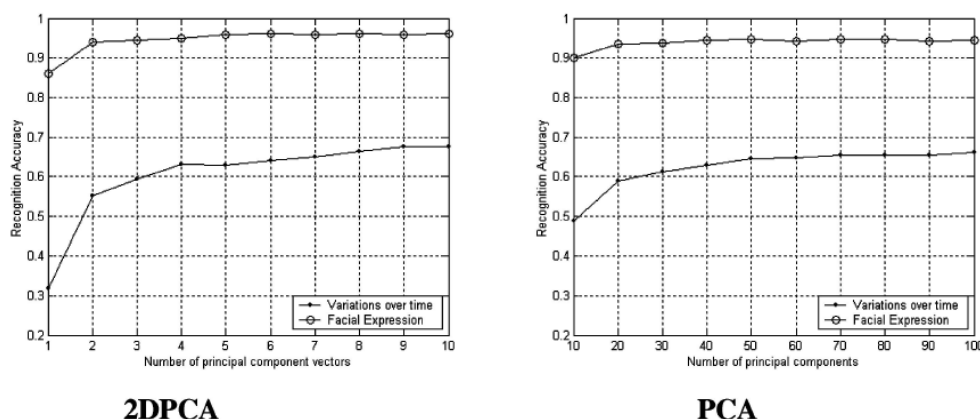 1
0.9
0.8
0.7
0.6
0.5
0.4
0.3
0.2
Recognition Accuracy
Variations over time
Facial Expression
1 2 3 4 5 6 7 8 9 10
Number of principal component vectors
2DPCA
1
0.9
0.8
0.7
0.6
0.5
0.4
0.3
0.2
Recognition Accuracy
Variations over time
Facial Expression
10 20 30 40 50 60 70 80 90 100
Number of principal components
PCA